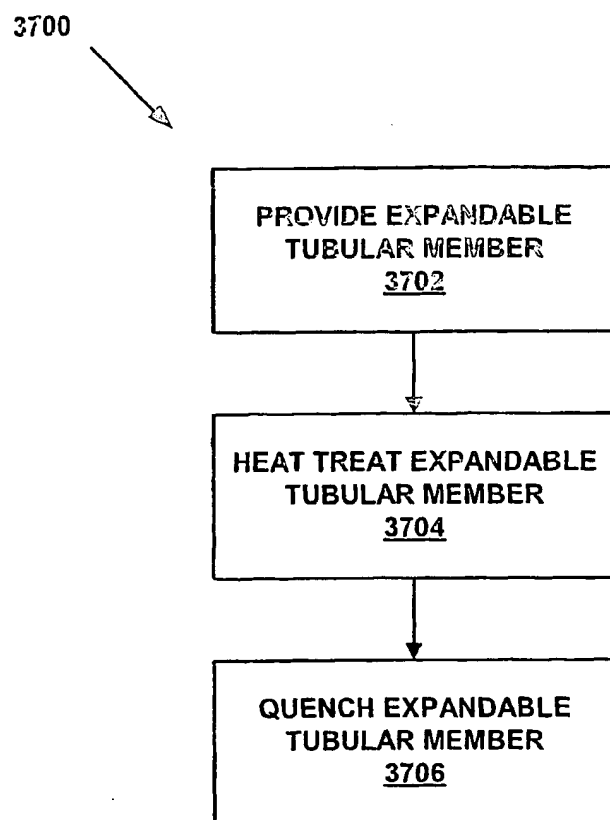 3700
PROVIDE EXPANDABLE
TUBULAR MEMBER
3702
HEAT TREAT EXPANDABLE
TUBULAR MEMBER
3704
QUENCH EXPANDABLE
TUBULAR MEMBER
3706